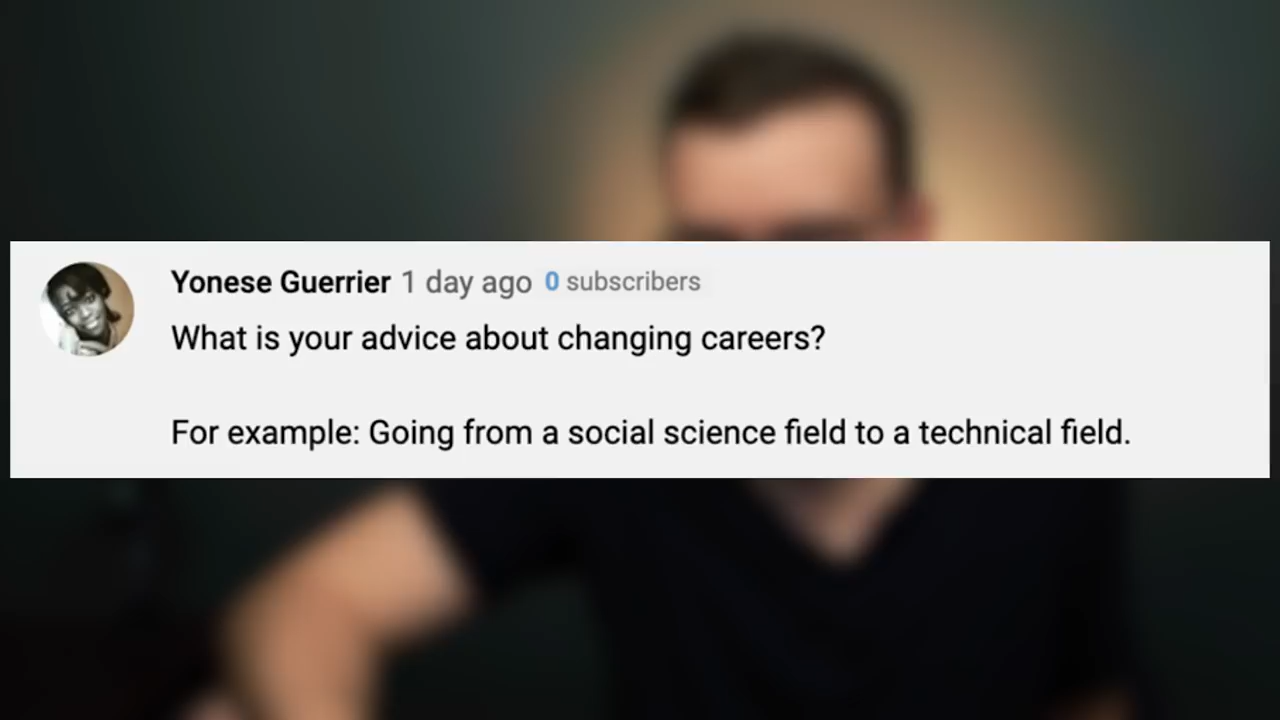 Yonese Guerrier 1 day ago 0 subscribers
What is your advice about changing careers?
For example: Going from a social science field to a technical field.